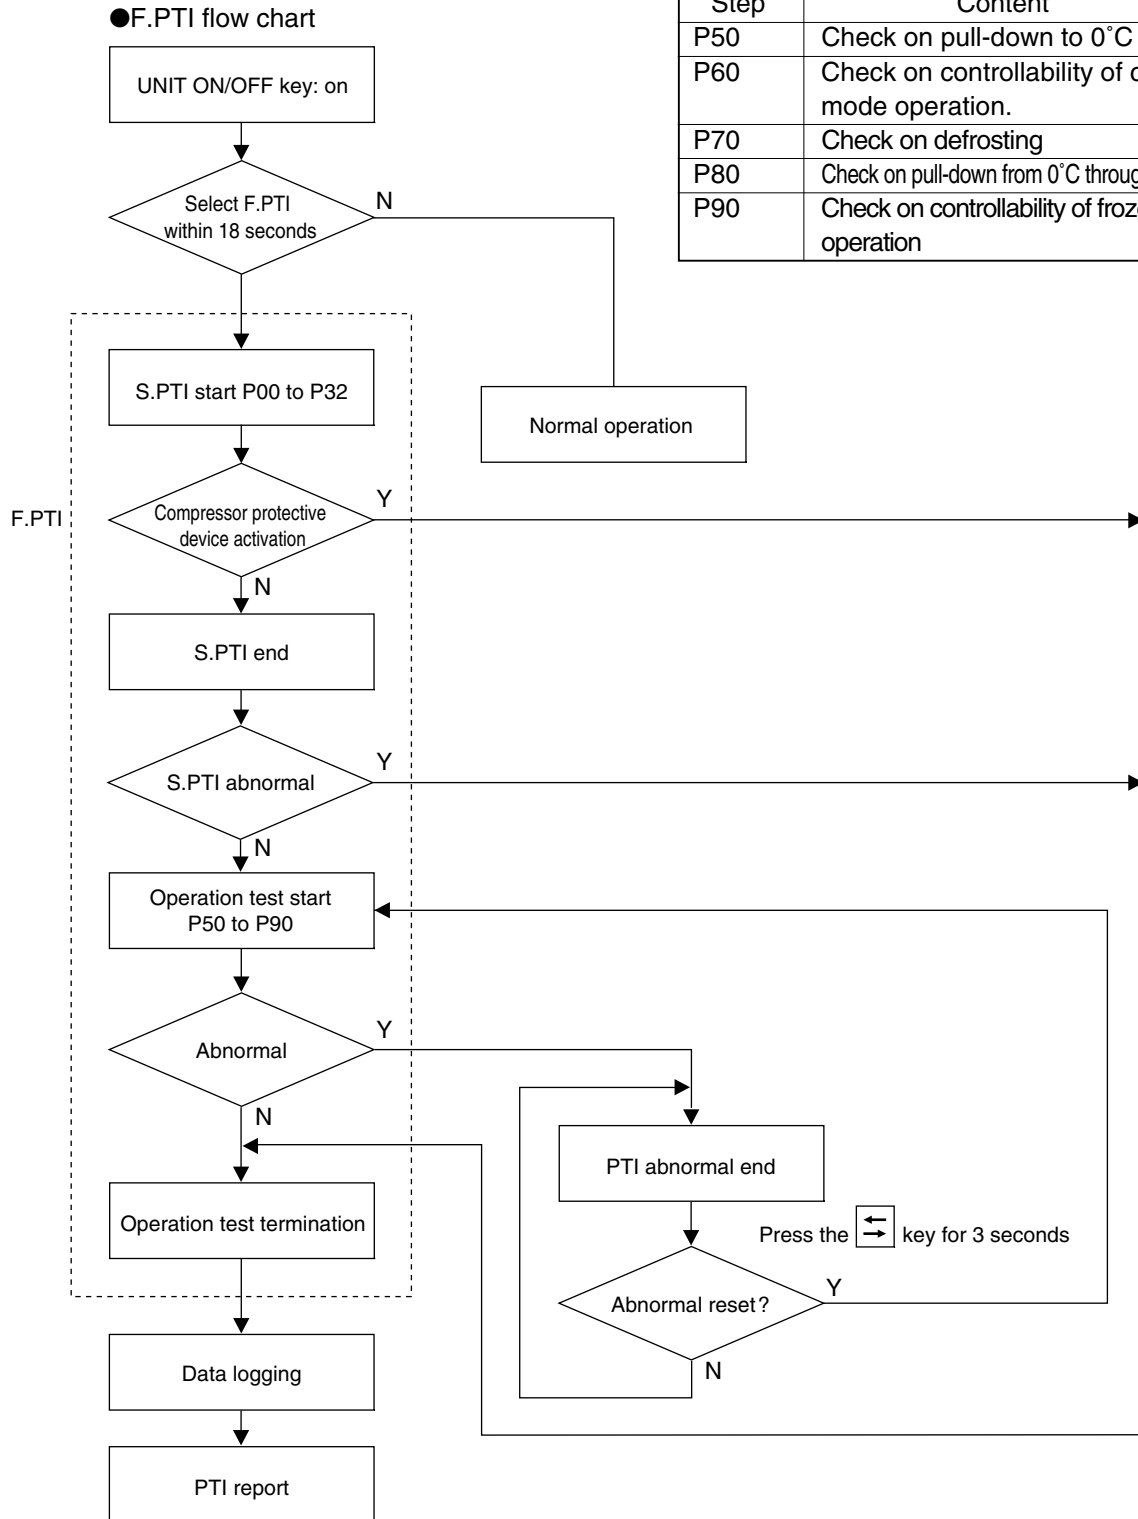 ●F.PTI flow chart
Step Content
P50 Check on pull-down to 0°C
P60 Check on controllability of
mode operation.
P70 Check on defrosting
P80 Check on pull-down from 0°C
P90 Check on controllability of
operation
UNIT ON/OFF key: on
Select F.PTI
within 18 seconds
N
S.PTI start P00 to P32
Normal operation
F.PTI
Compressor protective
device activation
Y
N
S.PTI end
S.PTI abnormal
Y
N
Operation test start
P50 to P90
Abnormal
Y
N
PTI abnormal end
Operation test termination
Press the key for 3 seconds
Abnormal reset?
Y
N
Data logging
PTI report